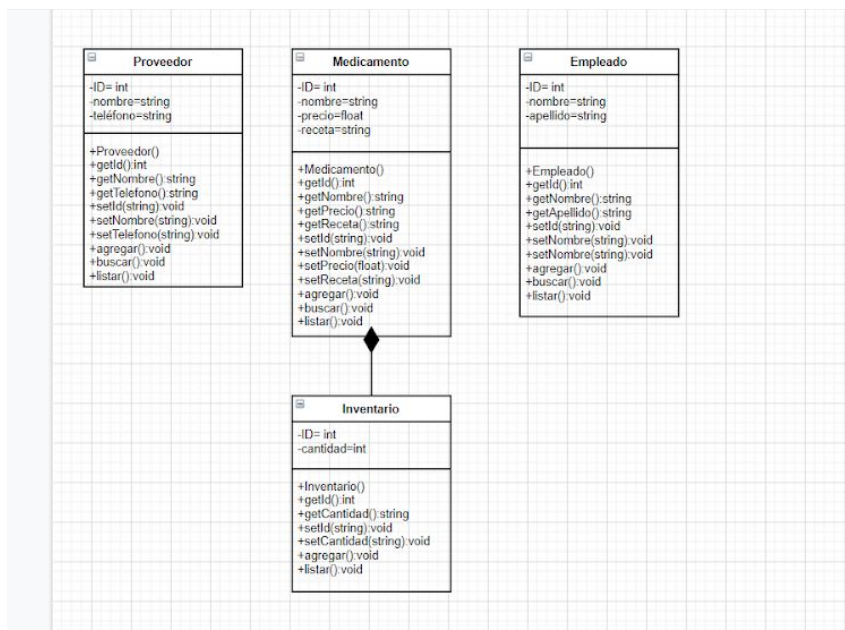 Proveedor
-ID= int
-nombre=string
-teléfono=string
+Proveedor()
+getId():int
+getNombre():string
+getTelefono():string
+setId(string):void
+setNombre(string):void
+setTelefono(string):void
+agregar():void
+buscar():void
+listar():void
Medicamento
-ID= int
-nombre=string
-precio=float
-receta=string
+Medicamento()
+getId():int
+getNombre():string
+getPrecio():string
+getReceta():string
+setId(string):void
+setNombre(string):void
+setPrecio(float):void
+setReceta(string):void
+agregar():void
+buscar():void
+listar():void
Empleado
-ID= int
-nombre=string
-apellido=string
+Empleado()
+getId():int
+getNombre():string
+getApellido():string
+setId(string):void
+setNombre(string):void
+setNombre(string):void
+agregar():void
+buscar():void
+listar():void
Inventario
-ID= int
-cantidad=int
+Inventario()
+getId():int
+getCantidad():string
+setId(string):void
+setCantidad(string):void
+agregar():void
+listar():void